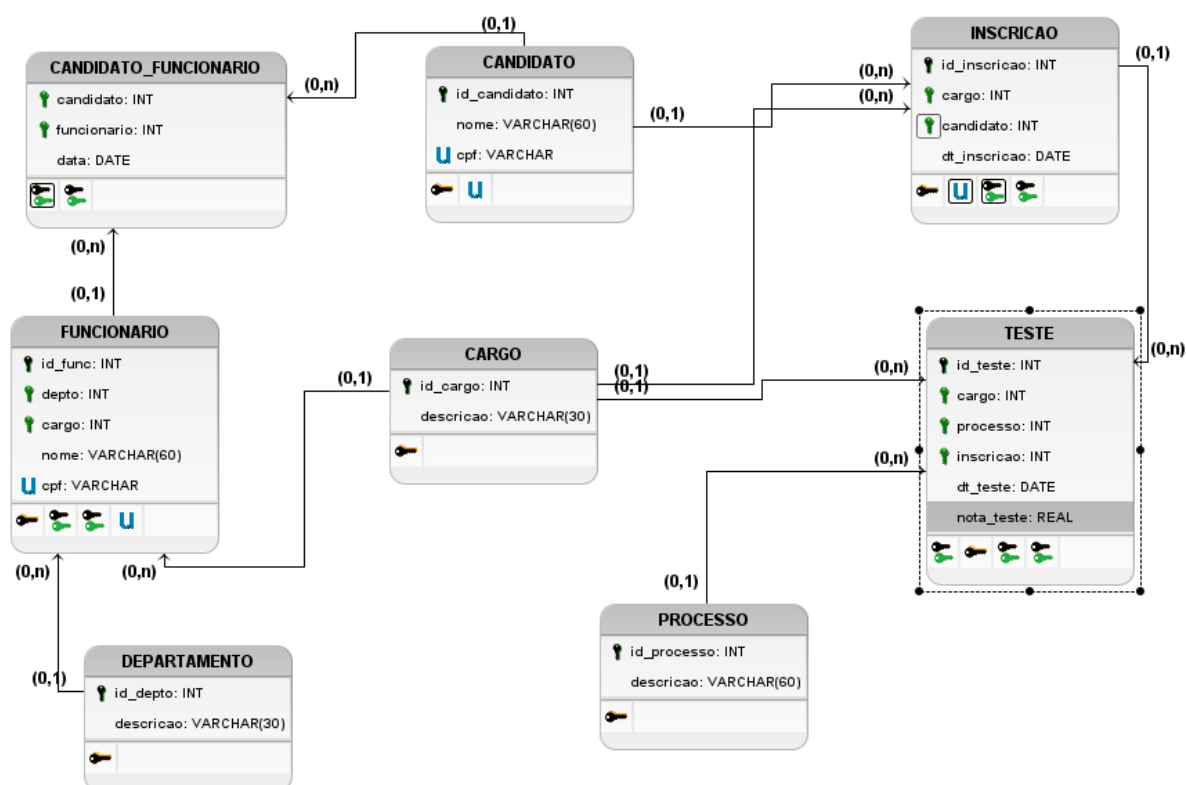 CANDIDATO_FUNCIONARIO
candidato: INT
funcionario: INT
data: DATE
(0,n)
(0,1)
CANDIDATO
id_candidato: INT
nome: VARCHAR(60)
U cpf: VARCHAR
U
(0,1)
(0,n)
(0,n)
INSCRICAO
id_inscricao: INT
cargo: INT
candidato: INT
dt_inscricao: DATE
U
(0,1)
(0,n)
(0,n)
(0,1)
FUNCIONARIO
id_func: INT
depto: INT
cargo: INT
nome: VARCHAR(60)
U cpf: VARCHAR
U
(0,n)
(0,n)
(0,1)
CARGO
id_cargo: INT
descricao: VARCHAR(30)
(0,1)
(0,1)
(0,n)
(0,n)
TESTE
id_teste: INT
cargo: INT
processo: INT
inscricao: INT
dt_teste: DATE
nota_teste: REAL
(0,1)
PROCESSO
id_processo: INT
descricao: VARCHAR(60)
(0,1)
DEPARTAMENTO
id_depto: INT
descricao: VARCHAR(30)